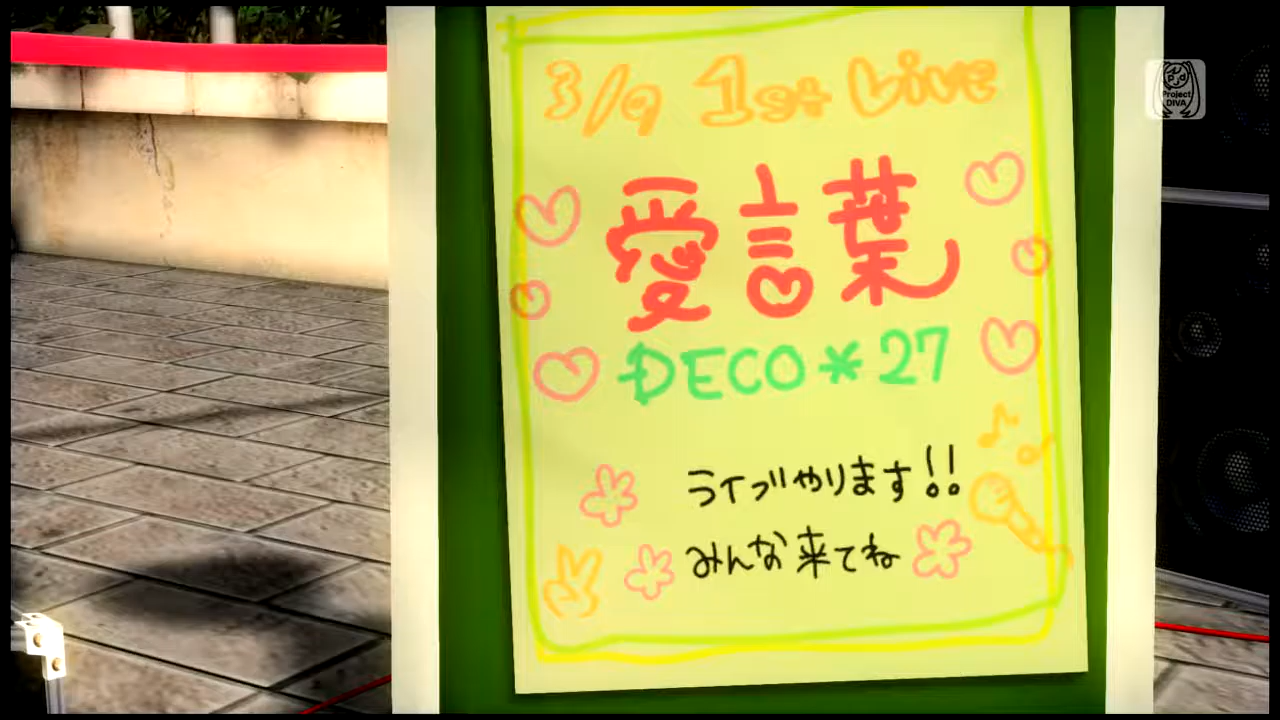 3/9 1st Live
愛言葉
DECO*27
ライブやります!!
みんな来てね
Project
DIVA